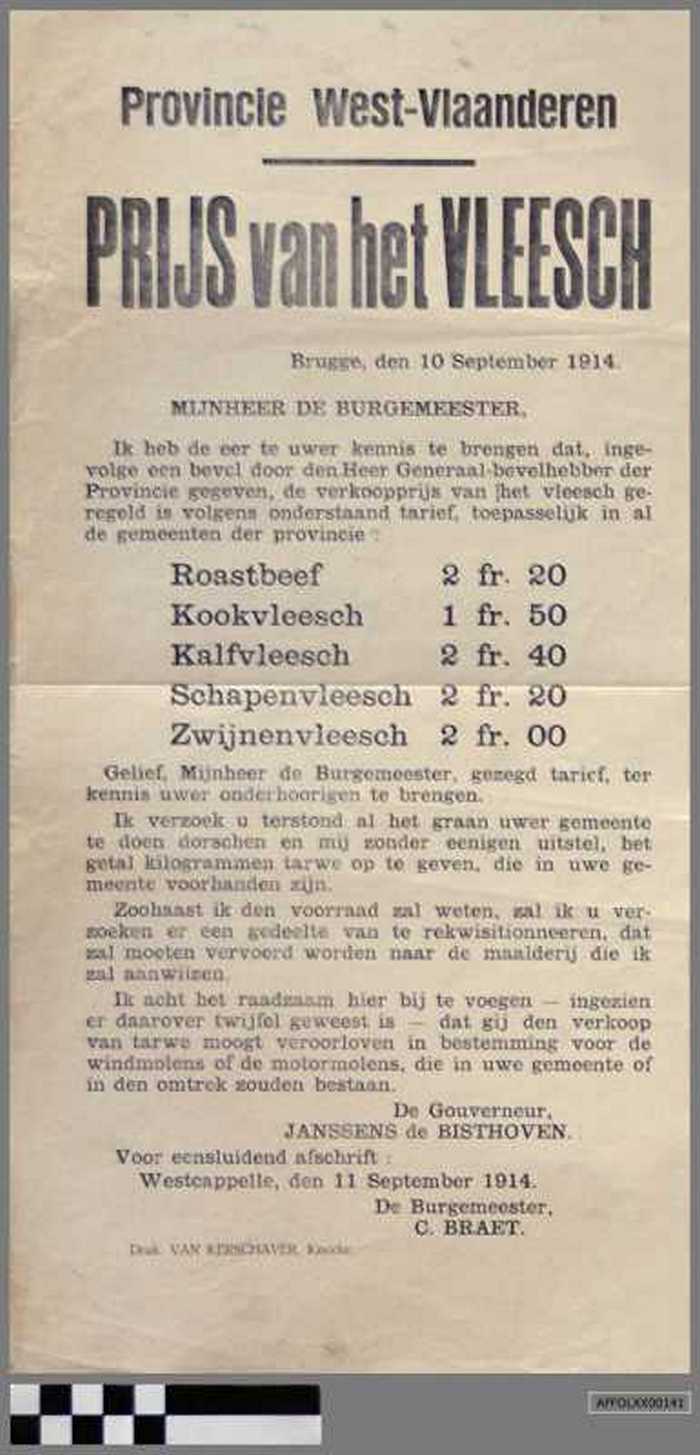 Provincie West-Vlaanderen
PRIJS van het VLEESCH
Brugge, den 10 September 1914.
MIJNHEER DE BURGEMEESTER,
Ik heb de eer te uwer kennis te brengen dat, inge-
volge een bevel door den Heer Generaal-bevelhebber der
Provincie gegeven, de verkoopprijs van het vleesch ge-
regeld is volgens onderstaand tarief, toepasselijk in al
de gemeenten der provincie :
Roastbeef 2 fr. 20
Kookvleesch 1 fr. 50
Kalfvleesch 2 fr. 40
Schapenvleesch 2 fr. 20
Zwijnenvleesch 2 fr. 00
Gelief, Mijnheer de Burgemeester, gezegd tarief, ter
kennis uwer onderhoorigen te brengen.
Ik verzoek u terstond al het graan uwer gemeente
te doen dorschen en mij zonder eenigen uitstel, het
getal kilogrammen tarwe op te geven, die in uwe ge-
meente voorhanden zijn.
Zoohaast ik den voorraad zal weten, zal ik u ver-
zoeken er een gedeelte van te rekwisitionneeren, dat
zal moeten vervoerd worden naar de maalderij die ik
zal aanwijzen.
Ik acht het raadzaam hier bij te voegen — ingezien
er daarover twijfel geweest is — dat gij den verkoop
van tarwe moogt veroorloven in bestemming voor de
windmolens of de motormolens, die in uwe gemeente of
in den omtrek zouden bestaan.
De Gouverneur,
JANSSENS de BISTHOVEN.
Voor eensluidend afschrift :
Westcappelle, den 11 September 1914.
De Burgemeester,
C. BRAET.
Druk. VAN KERSCHAVER, Knocke.
AFFOLXX00141